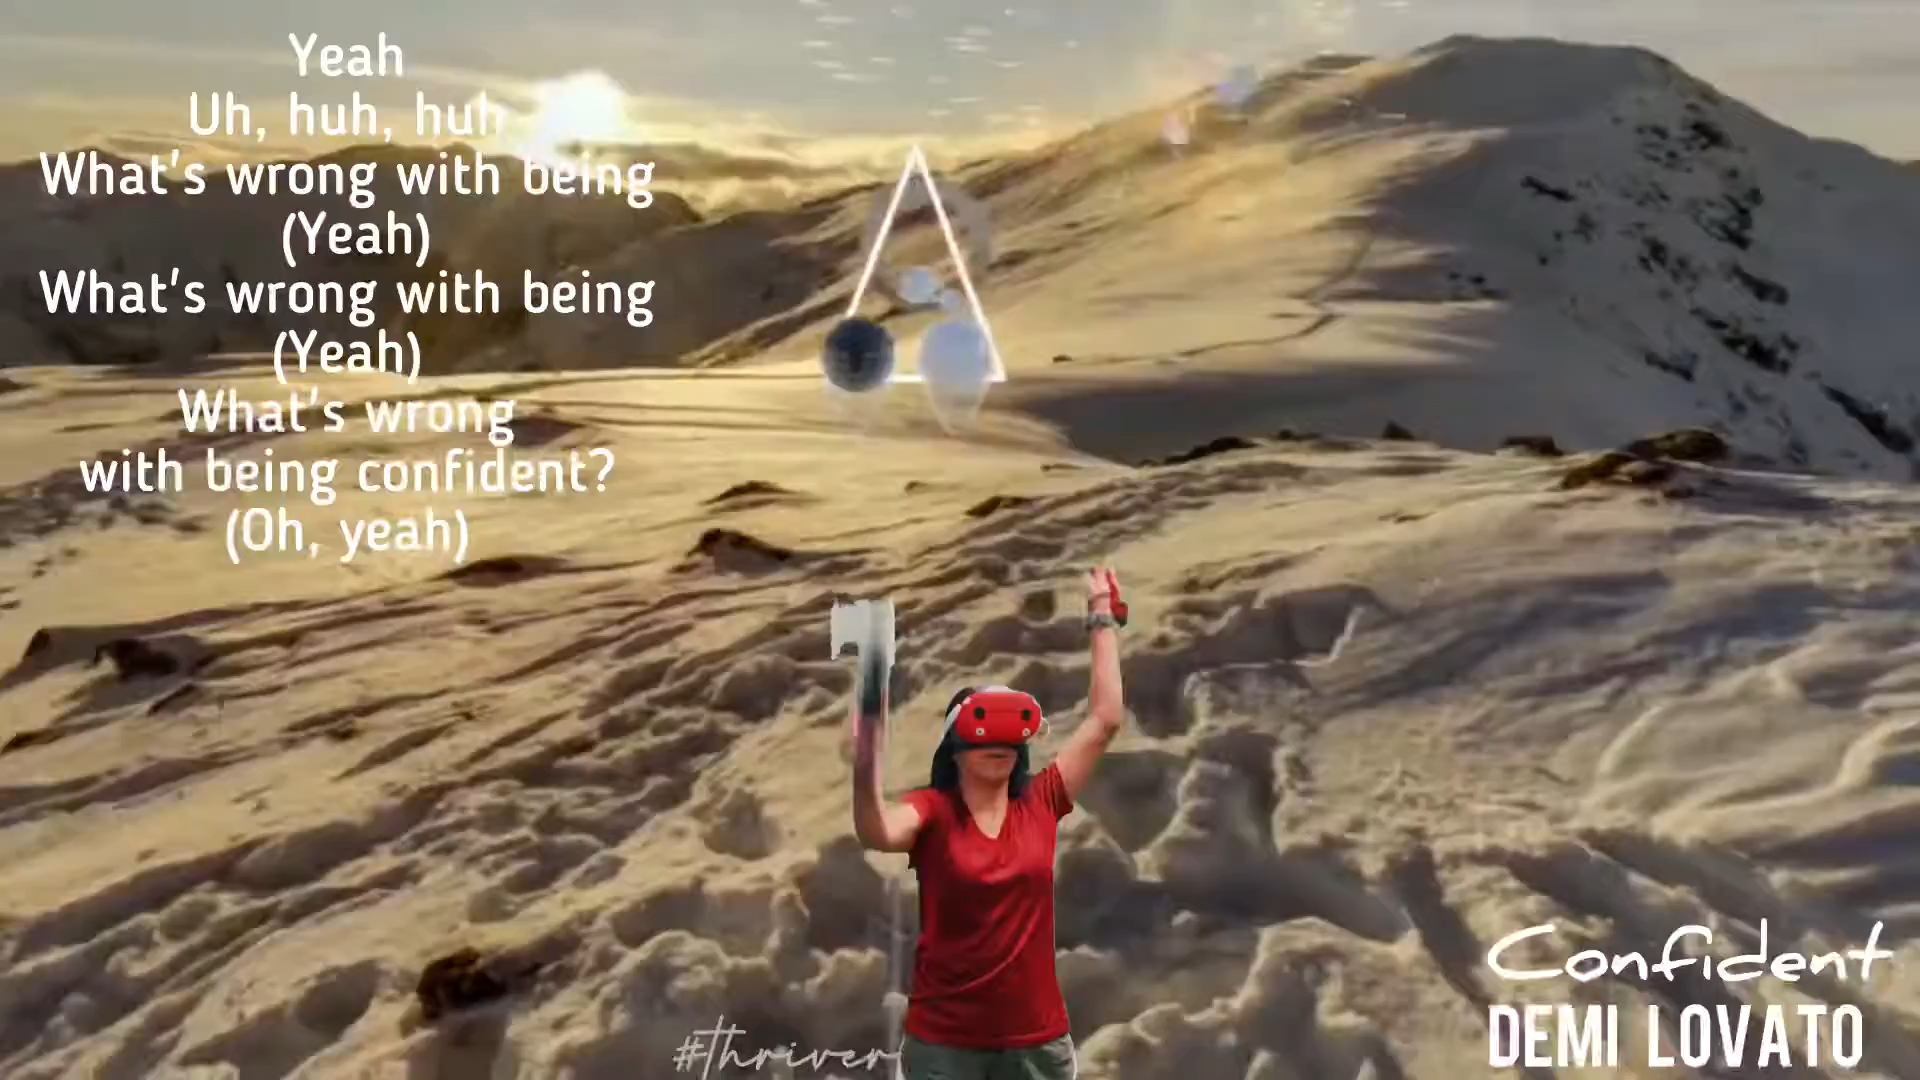 Yeah
Uh, huh, huh
What's wrong with being
(Yeah)
What's wrong with being
(Yeah)
What's wrong
with being confident?
(Oh, yeah)
Confident
DEMI LOVATO
#thriver